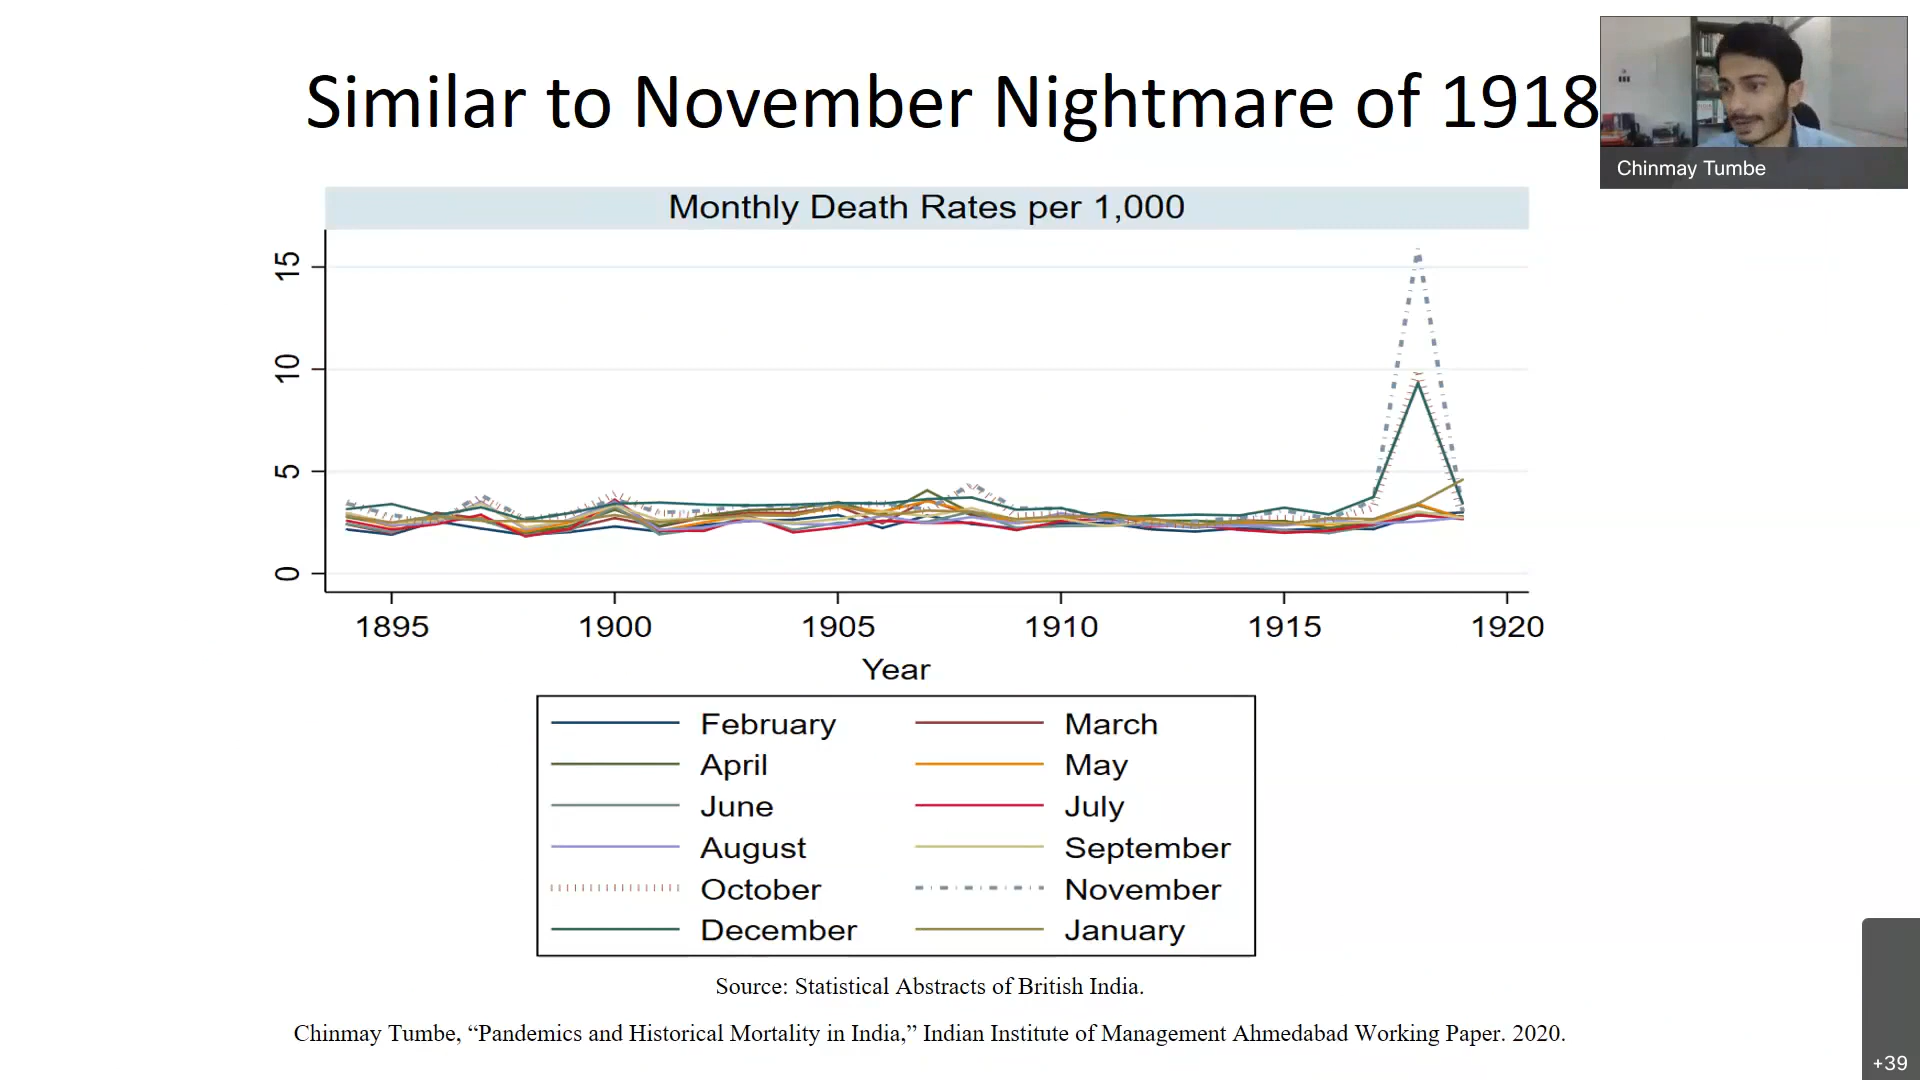 Similar to November Nightmare of 1918
Chinmay Tumbe
Monthly Death Rates per 1,000
15
10
5
0
1895 1900 1905 1910 1915 1920
Year
February March
April May
June July
August September
October November
December January
Source: Statistical Abstracts of British India.
Chinmay Tumbe, “Pandemics and Historical Mortality in India,” Indian Institute of Management Ahmedabad Working Paper. 2020.
+39